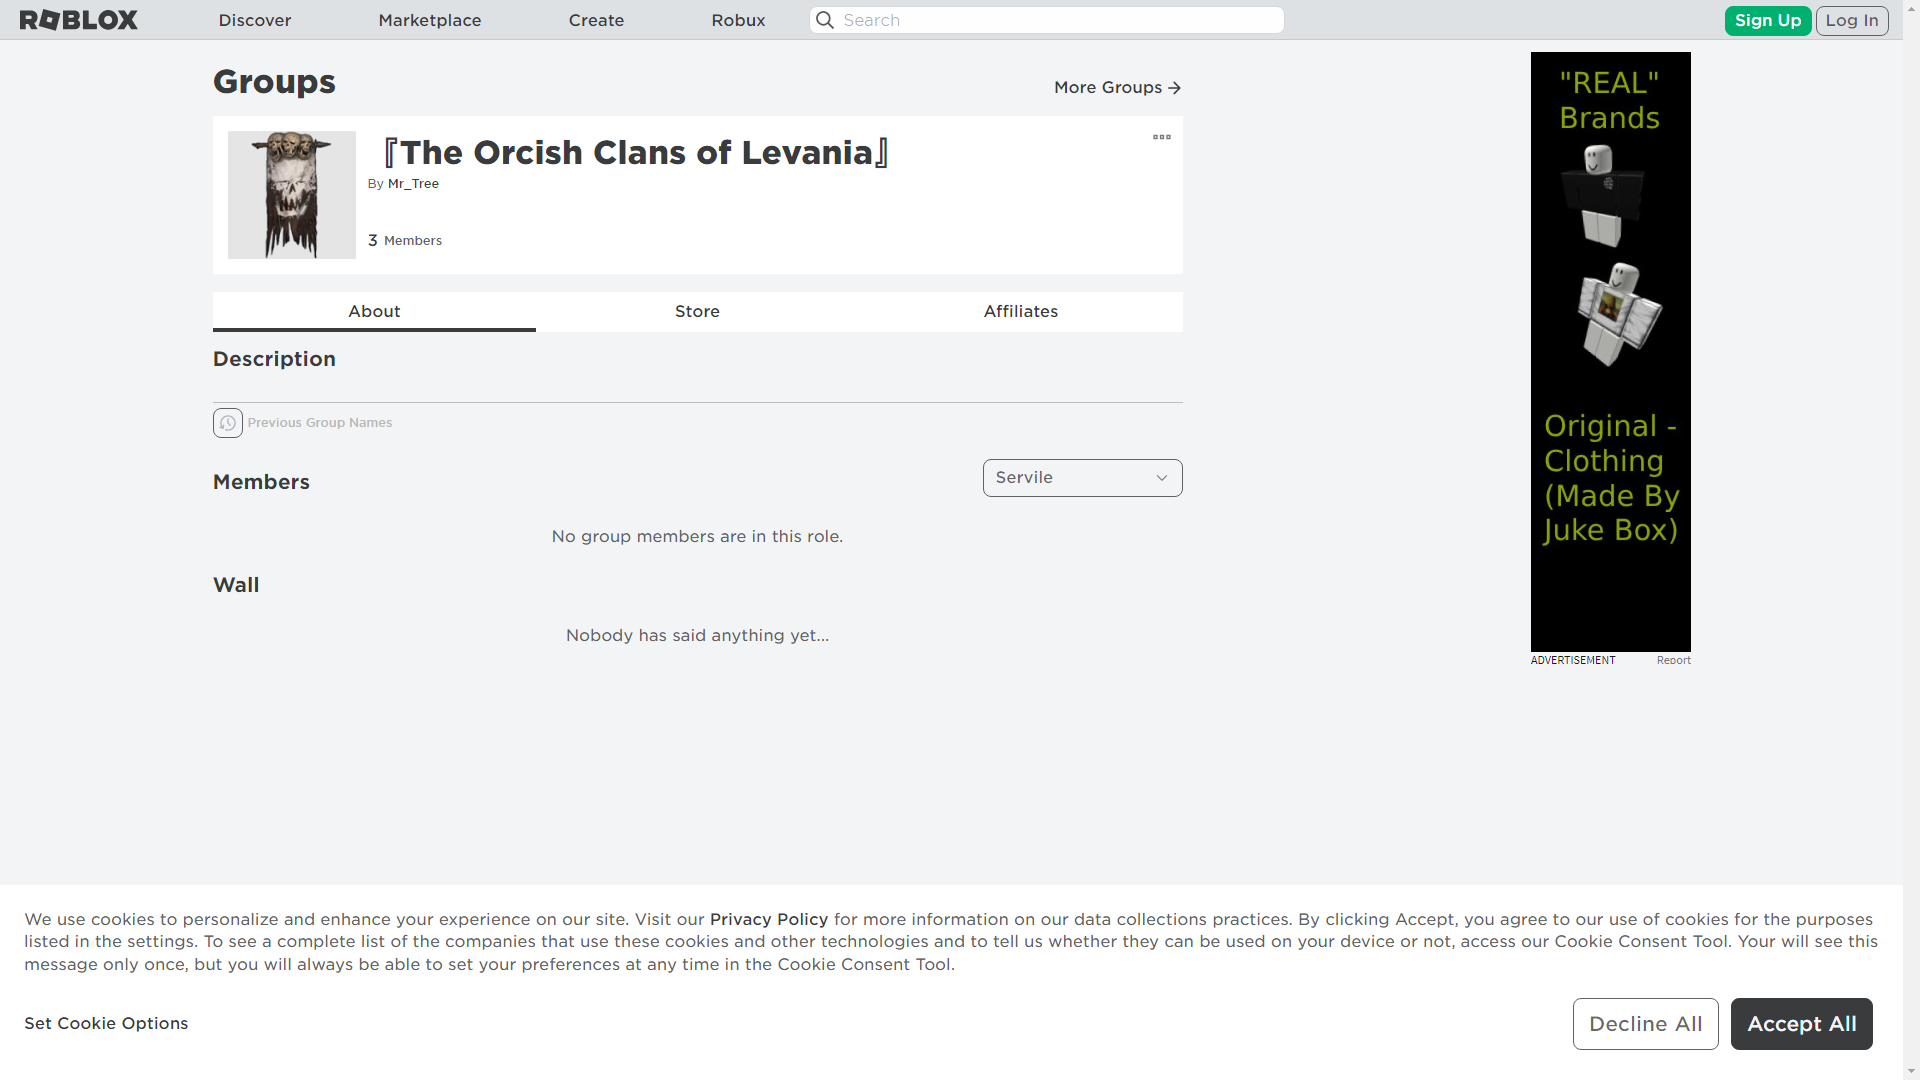 ROBLOX
Discover
Marketplace
Create
Robux
Search
Sign Up
Log In
Groups
More Groups
『The Orcish Clans of Levania』
By Mr_Tree
3 Members
About
Store
Affiliates
Description
Previous Group Names
Members
Servile
No group members are in this role.
Wall
Nobody has said anything yet...
"REAL"
Brands
Original -
Clothing
(Made By
Juke Box)
ADVERTISEMENT
Report
We use cookies to personalize and enhance your experience on our site. Visit our Privacy Policy for more information on our data collections practices. By clicking Accept, you agree to our use of cookies for the purposes
listed in the settings. To see a complete list of the companies that use these cookies and other technologies and to tell us whether they can be used on your device or not, access our Cookie Consent Tool. Your will see this
message only once, but you will always be able to set your preferences at any time in the Cookie Consent Tool.
Set Cookie Options
Decline All
Accept All